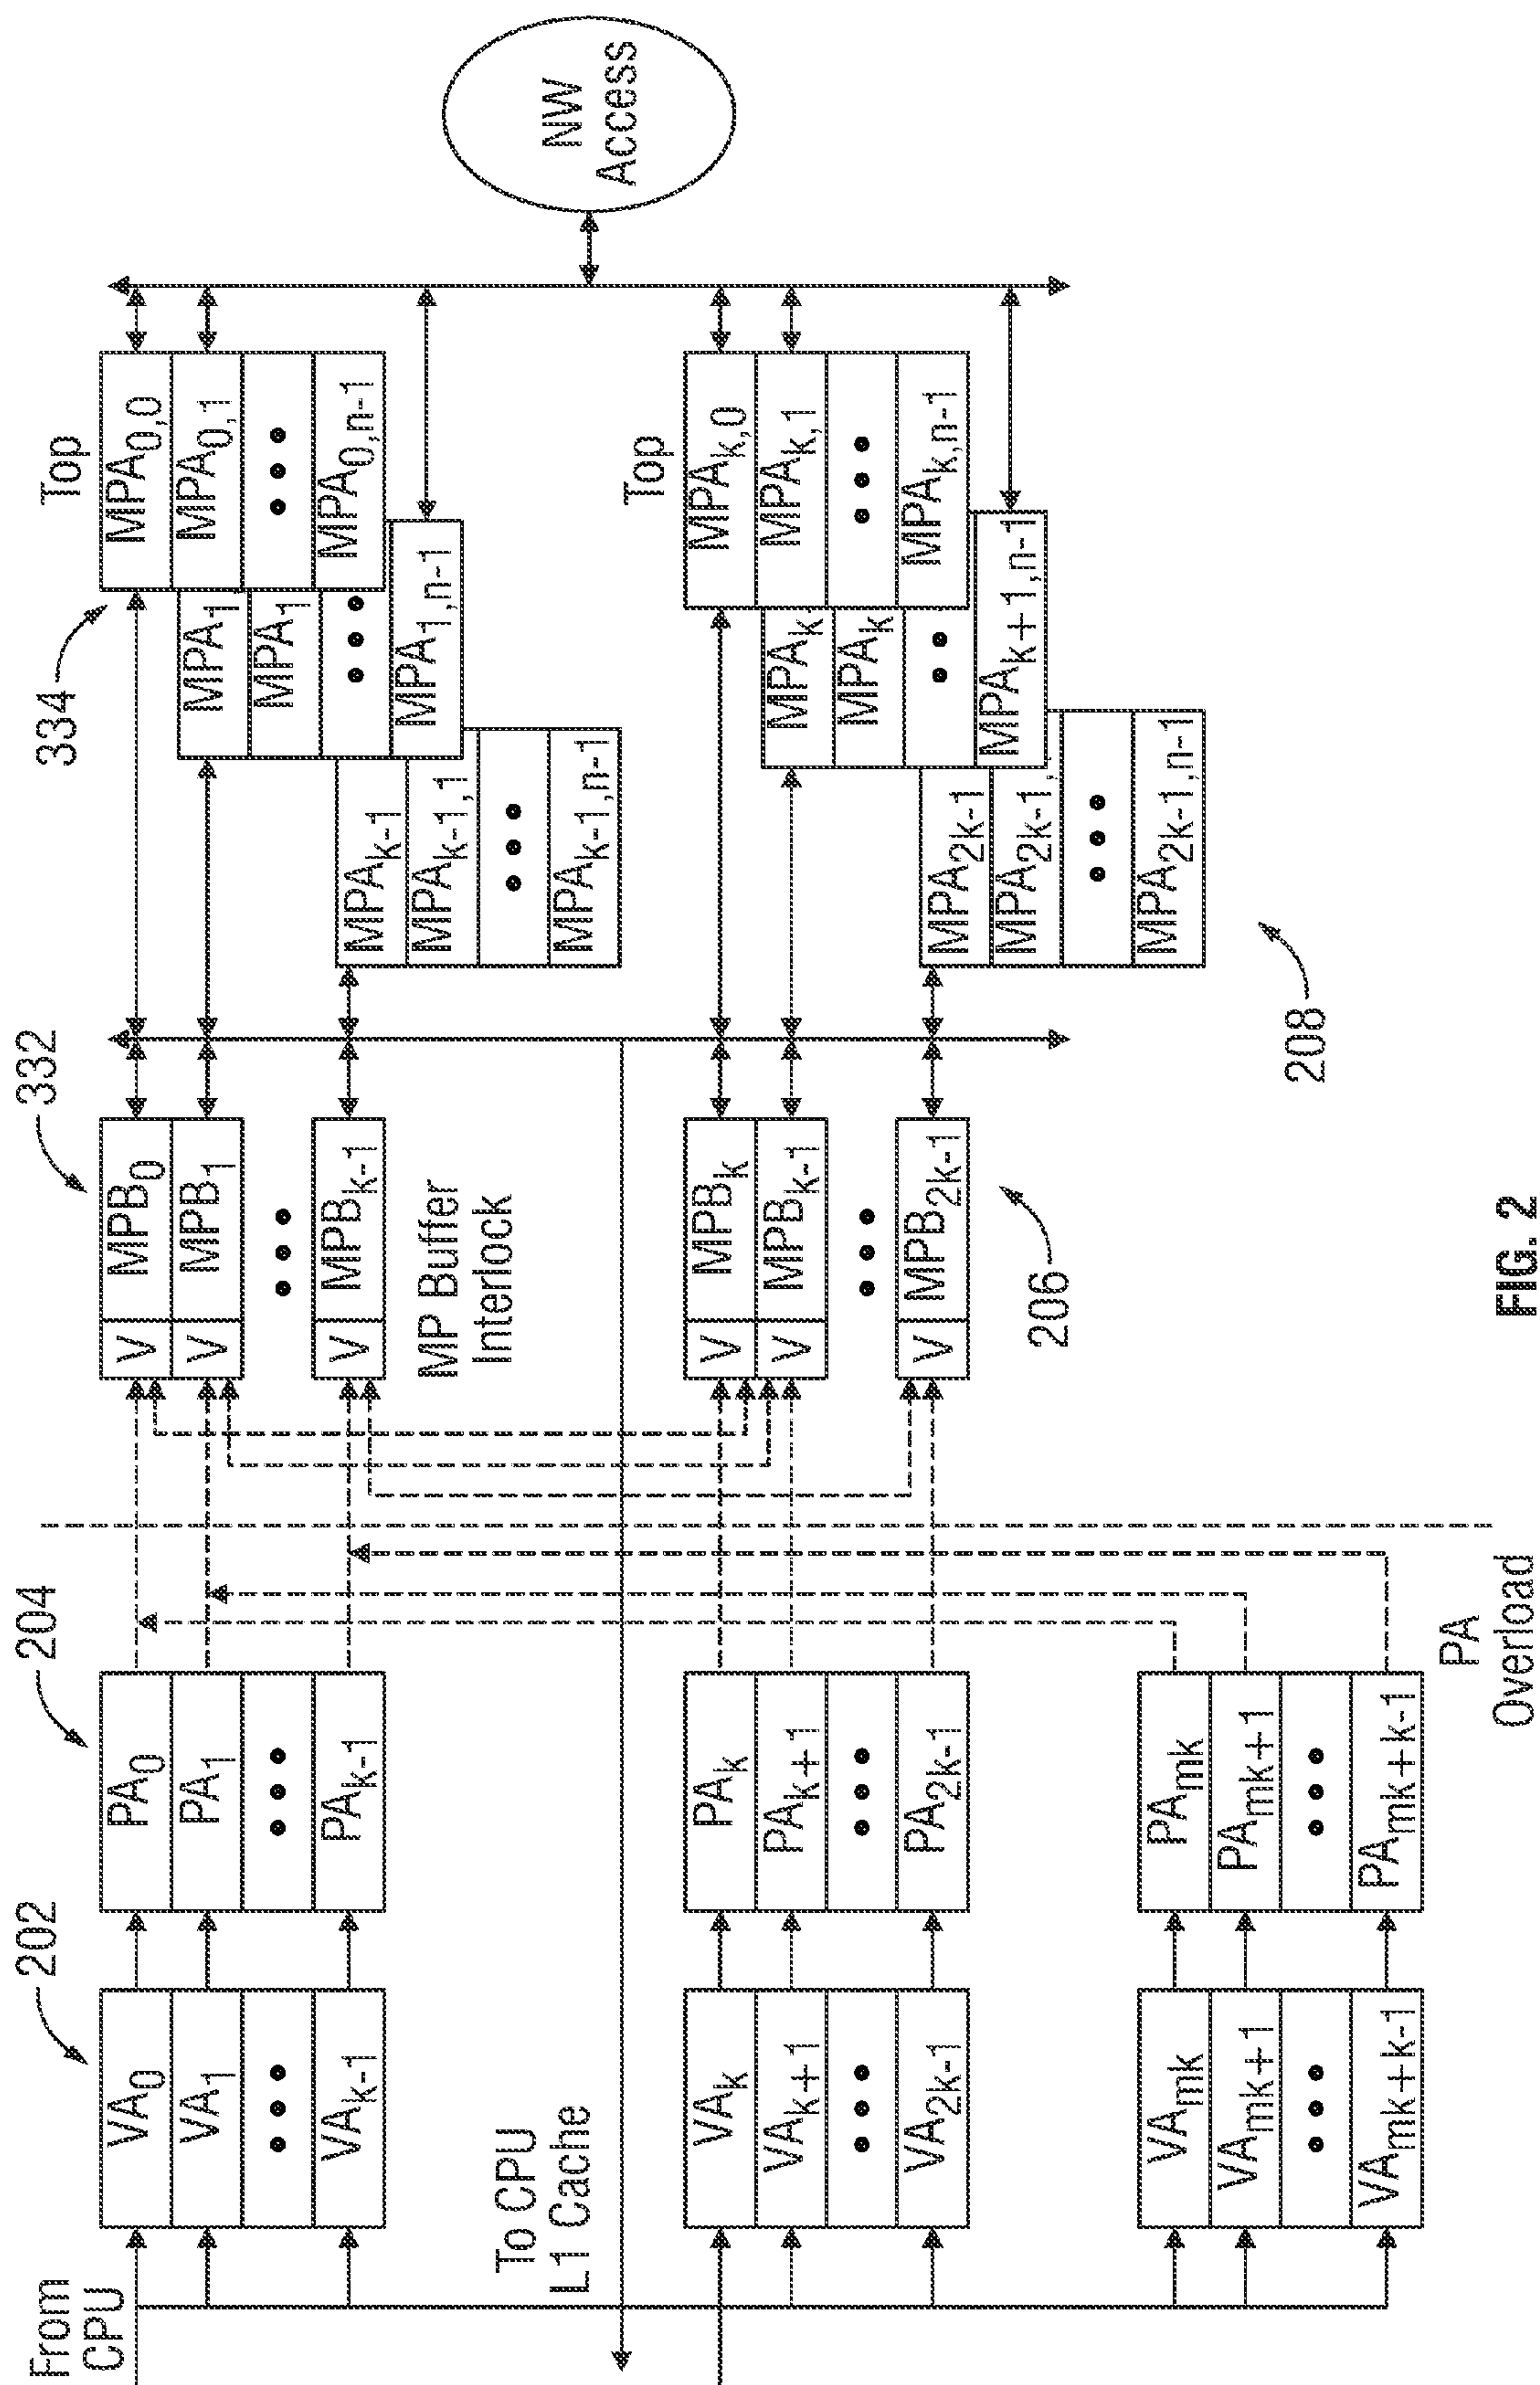 From
CPU
202
VA0
VA1
•••
VAk-1
204
PA0
PA1
•••
PAk-1
332
V MPB0
V MPB1
•••
V MPBk-1
MP Buffer
Interlock
334
Top
MPA0,0
MPA0,1
•••
MPA0,n-1
MPA1
MPA1
•••
MPA1,n-1
MPAk-1
MPAk-1,1
•••
MPAk-1,n-1
NW
Access
To CPU
L1 Cache
VAk
VAk+1
•••
VA2k-1
PAk
PAk+1
•••
PA2k-1
V MPBk
V MPBk-1
•••
V MPB2k-1
206
Top
MPAk,0
MPAk,1
•••
MPAk,n-1
MPAk
MPAk
••
MPAk+1,n-1
MPA2k-1
MPA2k-1,
•••
MPA2k-1,n-1
208
VAmk
VAmk+1
•••
VAmk+k-1
PAmk
PAmk+1
•••
PAmk+k-1
PA
Overload
FIG. 2